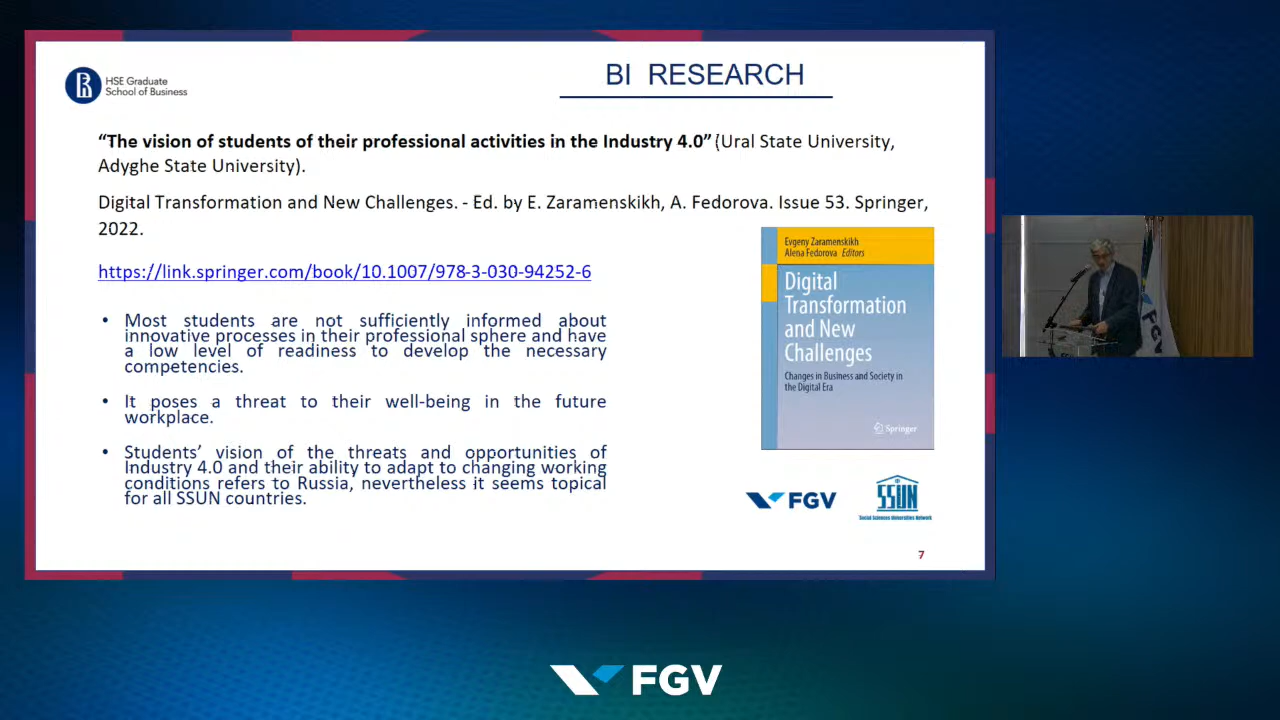 HSE Graduate
School of Business
BI RESEARCH
“The vision of students of their professional activities in the Industry 4.0” (Ural State University,
Adyghe State University).
Digital Transformation and New Challenges. - Ed. by E. Zaramenskikh, A. Fedorova. Issue 53. Springer,
2022.
https://link.springer.com/book/10.1007/978-3-030-94252-6
• Most students are not sufficiently informed about
innovative processes in their professional sphere and have
a low level of readiness to develop the necessary
competencies.
• It poses a threat to their well-being in the future
workplace.
• Students’ vision of the threats and opportunities of
Industry 4.0 and their ability to adapt to changing working
conditions refers to Russia, nevertheless it seems topical
for all SSUN countries.
Evgeny Zaramenskikh
Alena Fedorova Editors
Digital
Transformation
and New
Challenges
Changes in Business and Society in
the Digital Era
Springer
FGV
SSUN
Social Sciences Universities Network
7
FGV
FGV